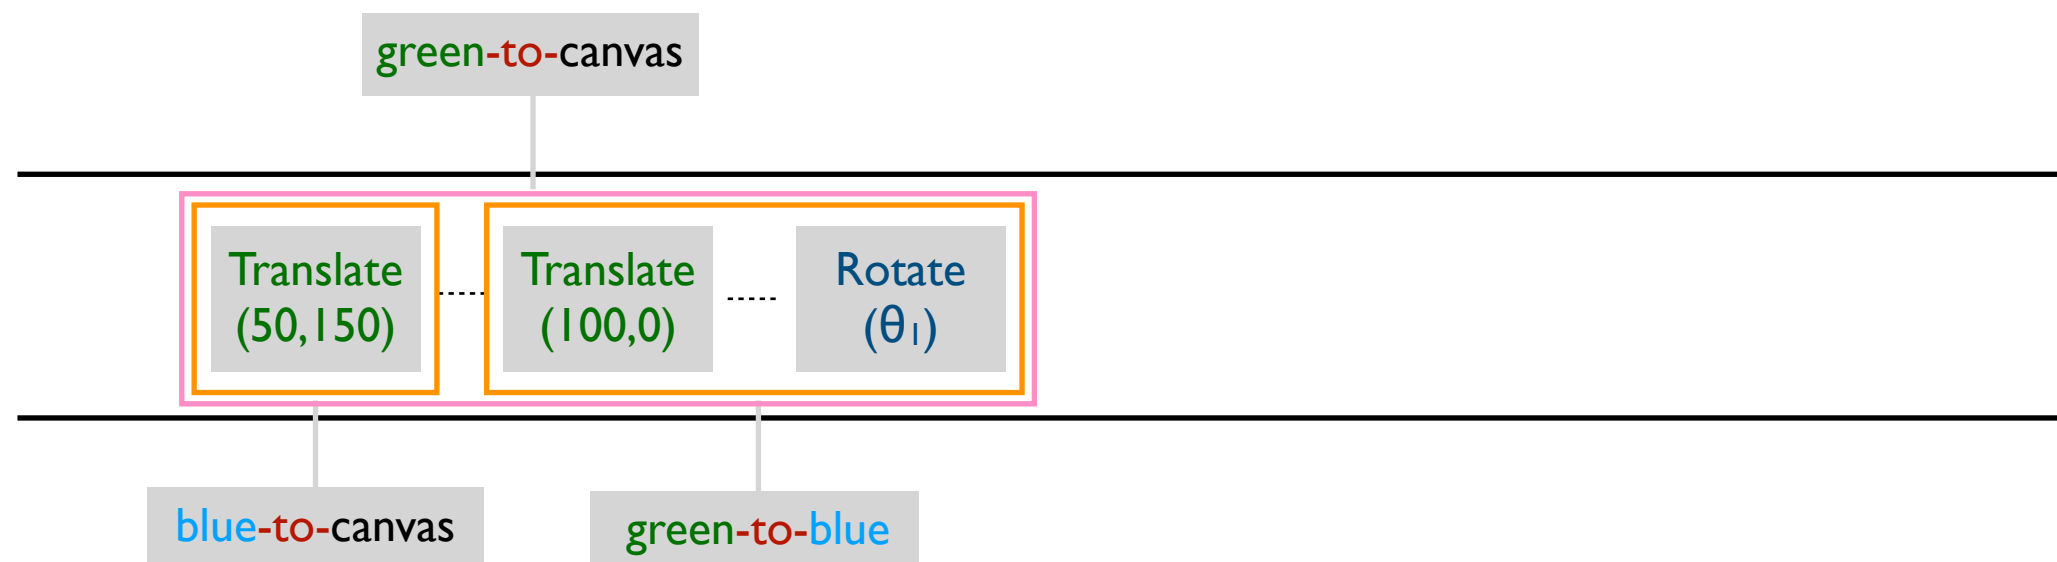 green-to-canvas
Translate
(50,150)
Translate
(100,0)
Rotate
(θ₁)
blue-to-canvas
green-to-blue